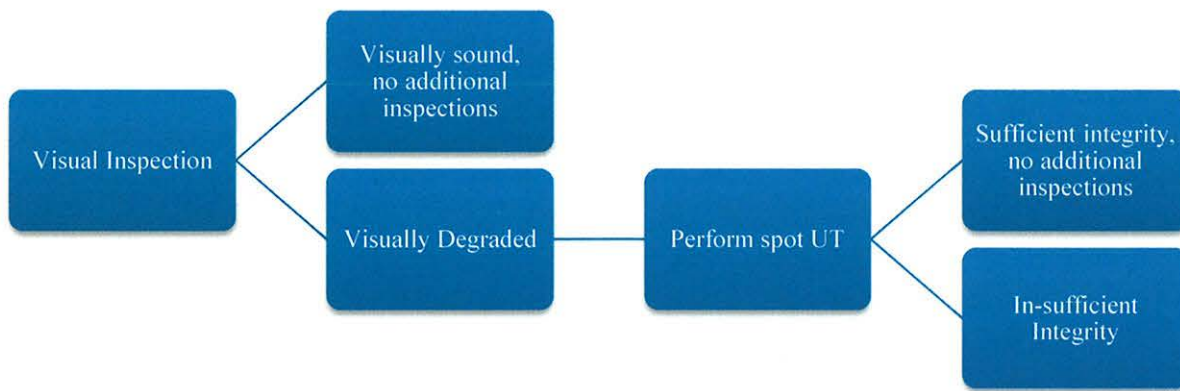 Visual Inspection
Visually sound,
no additional
inspections
Visually Degraded
Perform spot UT
Sufficient integrity,
no additional
inspections
In-sufficient
Integrity